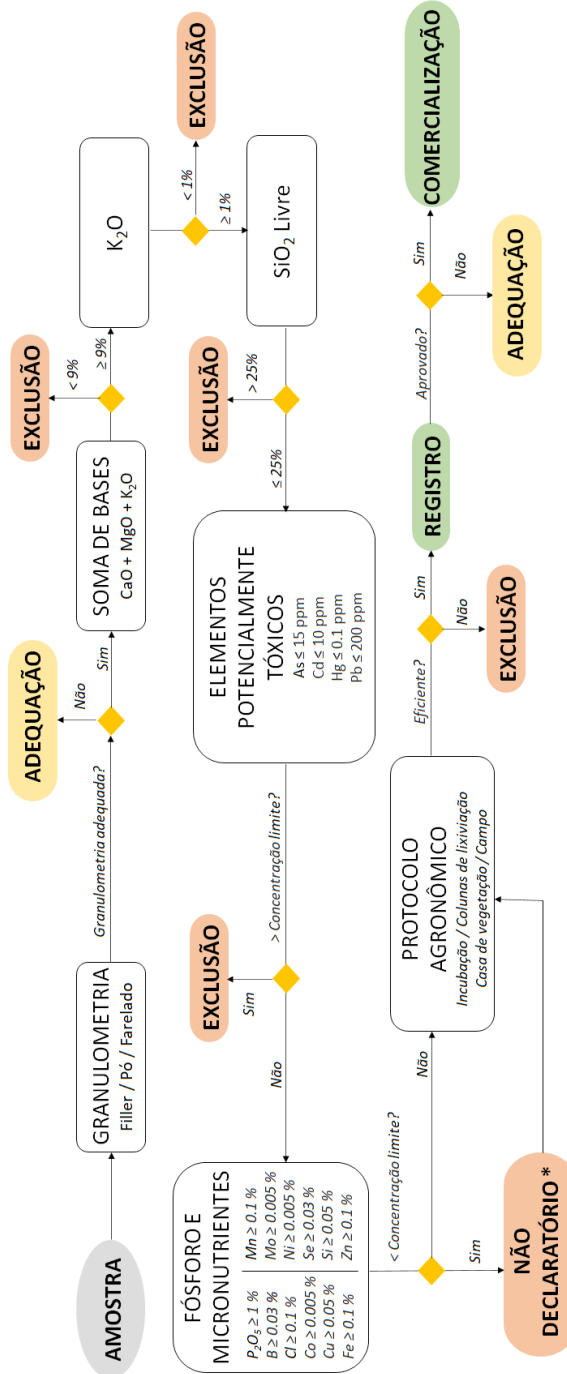 AMOSTRA
GRANULOMETRIA
Filler / Pó / Farelado
Granulometria adequada?
Não
ADEQUAÇÃO
Sim
SOMA DE BASES
CaO + MgO + K₂O
< 9%
EXCLUSÃO
≥ 9%
K₂O
< 1%
EXCLUSÃO
≥ 1%
SiO₂ Livre
> 25%
EXCLUSÃO
≤ 25%
ELEMENTOS
POTENCIALMENTE
TÓXICOS
As ≤ 15 ppm
Cd ≤ 10 ppm
Hg ≤ 0.1 ppm
Pb ≤ 200 ppm
> Concentração limite?
Sim
EXCLUSÃO
Não
FÓSFORO E
MICRONUTRIENTES
P₂O₅ ≥ 1 %
B ≥ 0.03 %
Cl ≥ 0.1 %
Co ≥ 0.005 %
Cu ≥ 0.05 %
Fe ≥ 0.1 %
Mn ≥ 0.1 %
Mo ≥ 0.005 %
Ni ≥ 0.005 %
Se ≥ 0.03 %
Si ≥ 0.05 %
Zn ≥ 0.1 %
< Concentração limite?
Sim
NÃO
DECLARATÓRIO *
Não
PROTOCOLO
AGRONÔMICO
Incubação / Colunas de lixiviação
Casa de vegetação / Campo
Eficiente?
Não
EXCLUSÃO
Sim
REGISTRO
Aprovado?
Não
ADEQUAÇÃO
Sim
COMERCIALIZAÇÃO